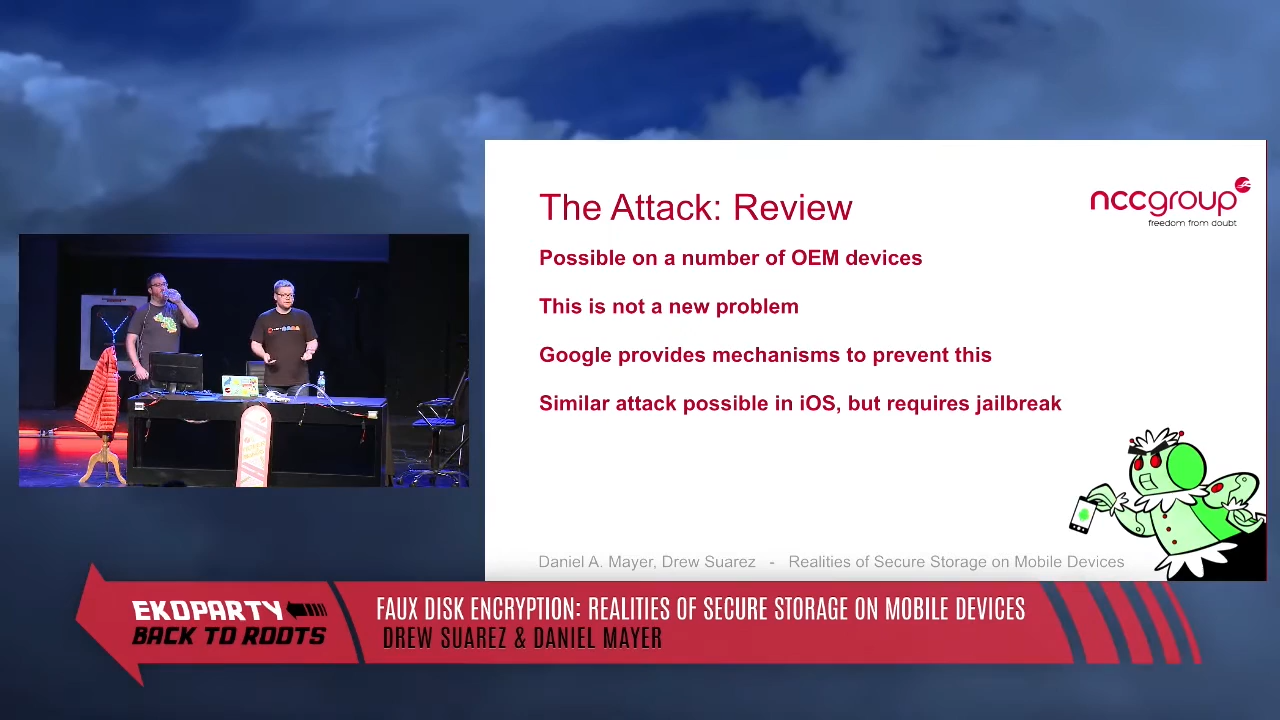 The Attack: Review
nccgroup
freedom from doubt
Possible on a number of OEM devices
This is not a new problem
Google provides mechanisms to prevent this
Similar attack possible in iOS, but requires jailbreak
Daniel A. Mayer, Drew Suarez - Realities of Secure Storage on Mobile Devices
EKOPARTY
BACK TO ROOTS
FAUX DISK ENCRYPTION: REALITIES OF SECURE STORAGE ON MOBILE DEVICES
DREW SUAREZ & DANIEL MAYER